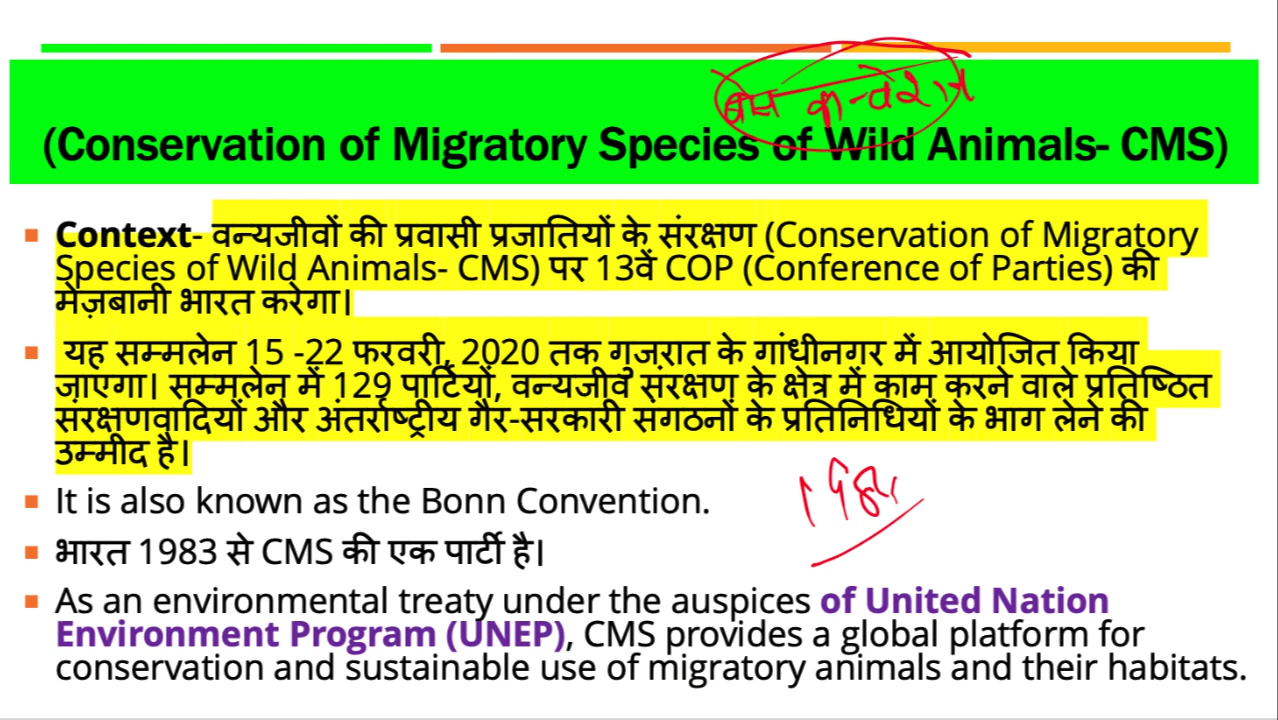 बॉन कान्वेंशन
(Conservation of Migratory Species of Wild Animals- CMS)
Context- वन्यजीवों की प्रवासी प्रजातियों के संरक्षण (Conservation of Migratory
Species of Wild Animals- CMS) पर 13वें COP (Conference of Parties) की
मेज़बानी भारत करेगा।
यह सम्मलेन 15 -22 फरवरी, 2020 तक गुजरात के गांधीनगर में आयोजित किया
जाएगा। सम्मलेन में 129 पार्टियों, वन्यजीव संरक्षण के क्षेत्र में काम करने वाले प्रतिष्ठित
संरक्षणवादियों और अंतर्राष्ट्रीय गैर-सरकारी संगठनों के प्रतिनिधियों के भाग लेने की
उम्मीद है।
It is also known as the Bonn Convention.
भारत 1983 से CMS की एक पार्टी है।
As an environmental treaty under the auspices of United Nation
Environment Program (UNEP), CMS provides a global platform for
conservation and sustainable use of migratory animals and their habitats.